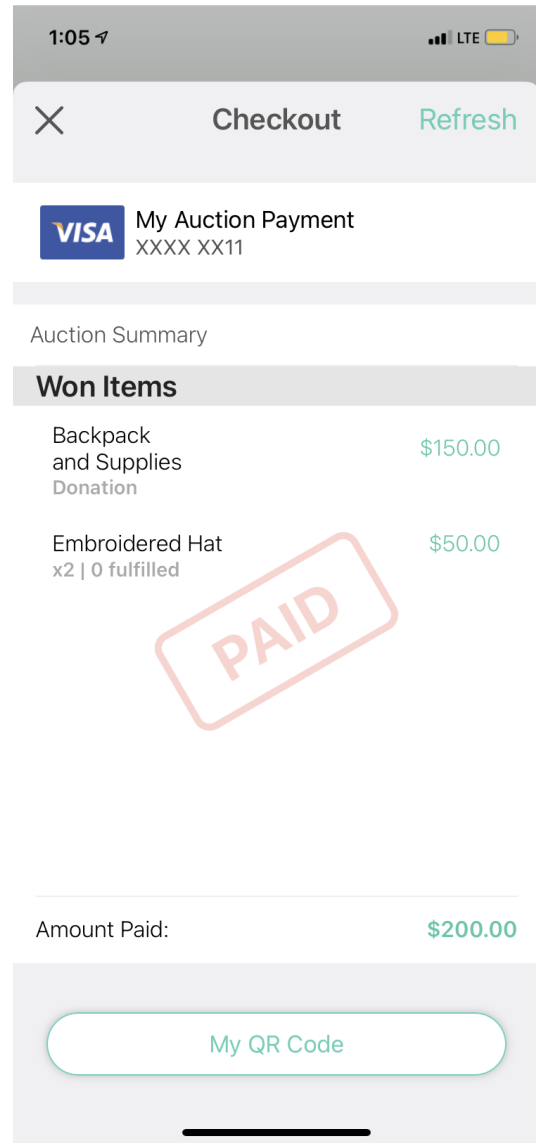 1:05
LTE
Checkout
Refresh
VISA
My Auction Payment
XXXX XX11
Auction Summary
Won Items
Backpack
and Supplies
$150.00
Donation
Embroidered Hat
$50.00
x2 | 0 fulfilled
PAID
Amount Paid:
$200.00
My QR Code